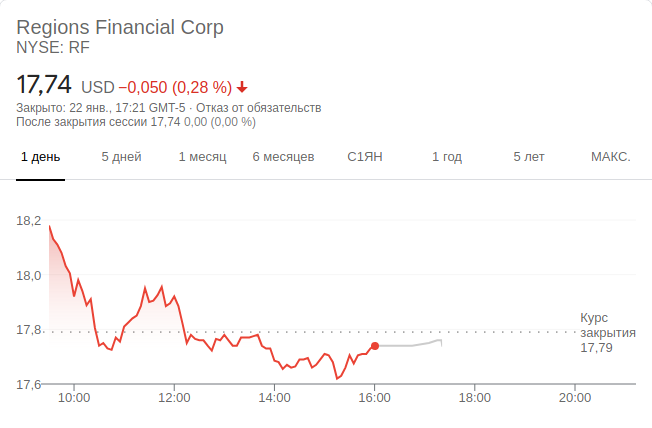 Regions Financial Corp
NYSE: RF
17,74 USD −0,050 (0,28 %)
Закрыто: 22 янв., 17:21 GMT-5 · Отказ от обязательств
После закрытия сессии 17,74 0,00 (0,00 %)
1 день 5 дней 1 месяц 6 месяцев С1ЯН 1 год 5 лет МАКС.
18,2
18,0
17,8
17,6
Курс
закрытия
17,79
10:00 12:00 14:00 16:00 18:00 20:00